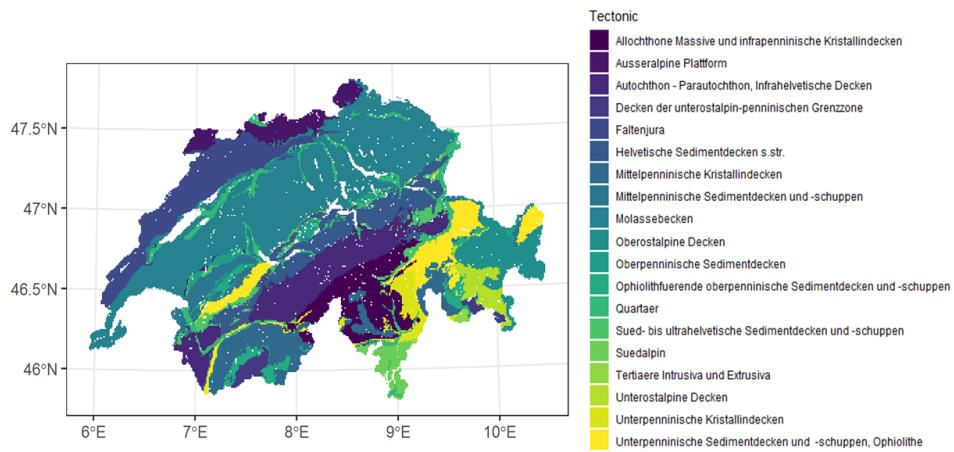 Tectonic
Allochthone Massive und infrapenninische Kristallindecken
Ausseralpine Plattform
Autochthon - Parautochthon, Infrahelvetische Decken
Decken der unterostalpin-penninischen Grenzzone
Faltenjura
Helvetische Sedimentdecken s.str.
Mittelpenninische Kristallindecken
Mittelpenninische Sedimentdecken und -schuppen
Molassebecken
Oberostalpine Decken
Oberpenninische Sedimentdecken
Ophiolithfuerende oberpenninische Sedimentdecken und -schuppen
Quartaer
Sued- bis ultrahelvetische Sedimentdecken und -schuppen
Suedalpin
Tertiaere Intrusiva und Extrusiva
Unterostalpine Decken
Unterpenninische Kristallindecken
Unterpenninische Sedimentdecken und -schuppen, Ophiolithe
47.5°N
47°N
46.5°N
46°N
6°E
7°E
8°E
9°E
10°E